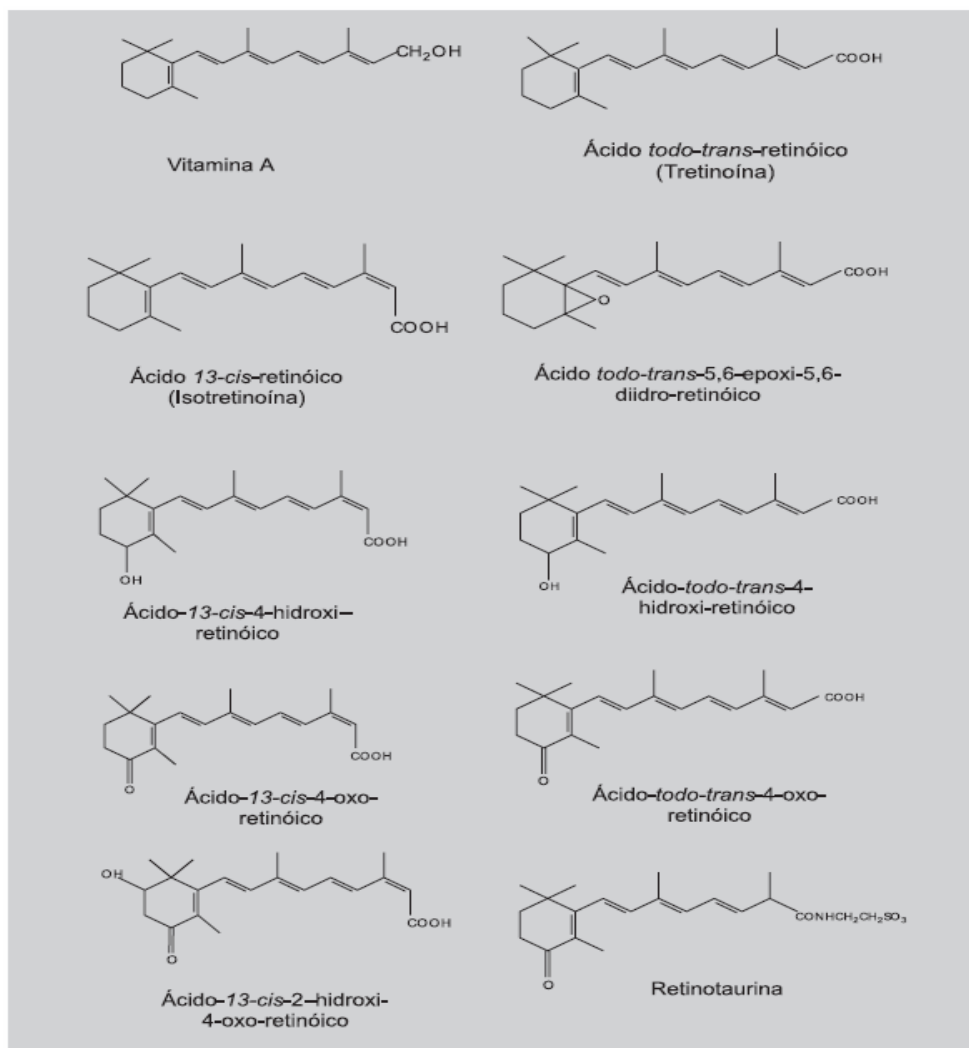 CH2OH
Vitamina A
COOH
Ácido todo-trans-retinóico
(Tretinoína)
COOH
Ácido 13-cis-retinóico
(Isotretinoína)
O
COOH
Ácido todo-trans-5,6-epoxi-5,6-
diidro-retinóico
COOH
OH
Ácido-13-cis-4-hidroxi–
retinóico
COOH
OH
Ácido-todo-trans-4-
hidroxi-retinóico
COOH
O
Ácido-13-cis-4-oxo-
retinóico
COOH
O
Ácido-todo-trans-4-oxo-
retinóico
OH
COOH
O
Ácido-13-cis-2–hidroxi-
4-oxo-retinóico
CONHCH2CH2SO3
O
Retinotaurina